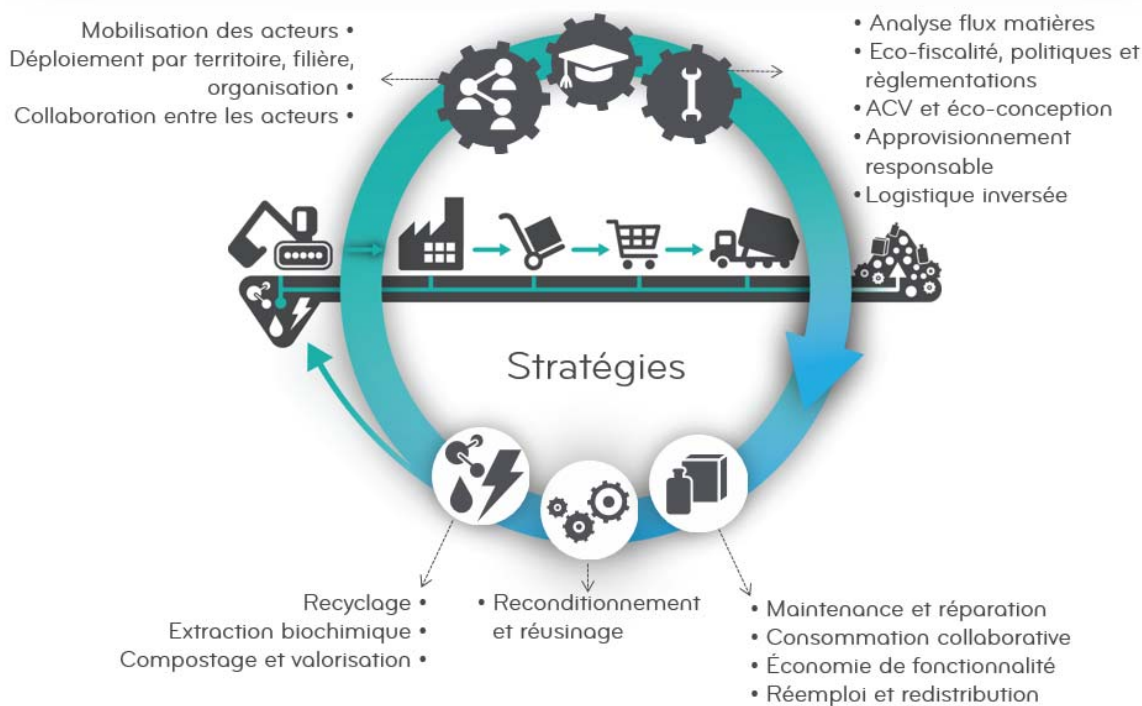 Mobilisation des acteurs •
Déploiement par territoire, filière,
organisation •
Collaboration entre les acteurs •
• Analyse flux matières
• Eco-fiscalité, politiques et
règlementations
• ACV et éco-conception
• Approvisionnement
responsable
• Logistique inversée
Stratégies
Recyclage •
Extraction biochimique •
Compostage et valorisation •
• Reconditionnement
et réusinage
• Maintenance et réparation
• Consommation collaborative
• Économie de fonctionnalité
• Réemploi et redistribution